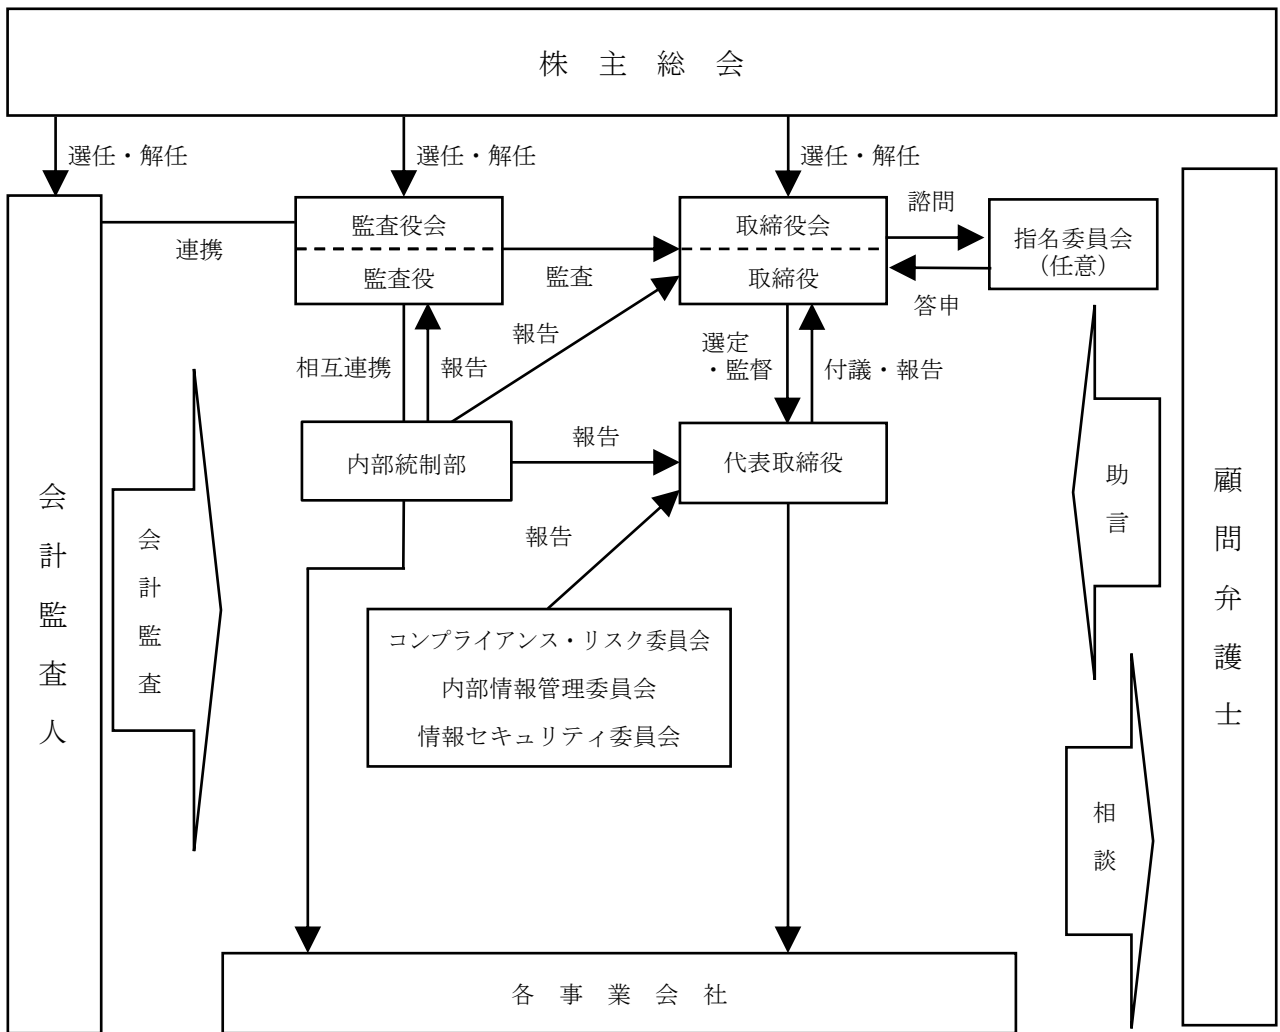 株主総会
選任・解任
選任・解任
選任・解任
監査役会
監査役
連携
監査
取締役会
取締役
諮問
答申
指名委員会
（任意）
相互連携
報告
報告
選定
・監督
付議・報告
内部統制部
報告
代表取締役
報告
コンプライアンス・リスク委員会
内部情報管理委員会
情報セキュリティ委員会
会計監査人
会計監査
助言
相談
顧問弁護士
各事業会社